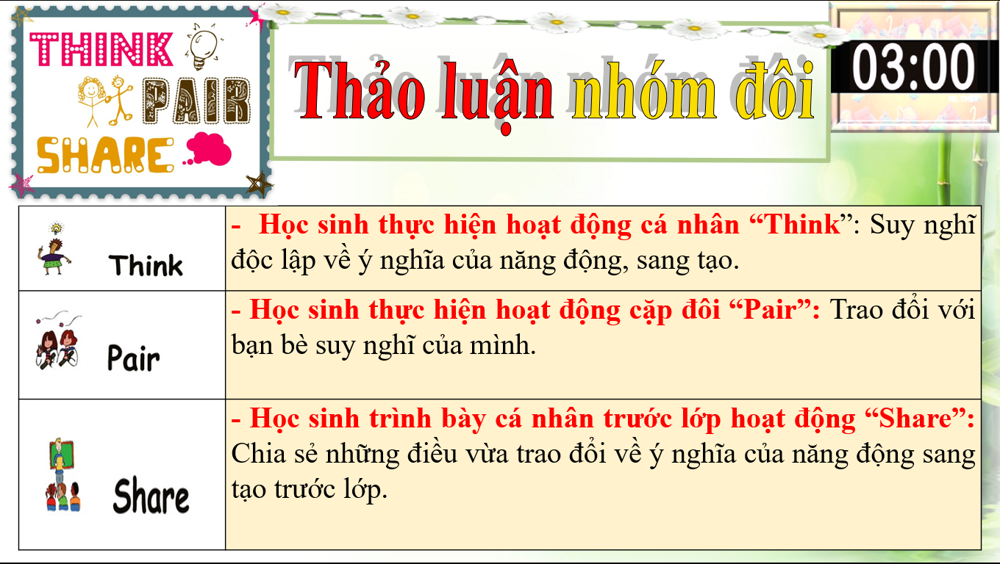 THINK
PAIR
SHARE
Thảo luận nhóm đôi
03:00
Think
- Học sinh thực hiện hoạt động cá nhân “Think”: Suy nghĩ
độc lập về ý nghĩa của năng động, sang tạo.
Pair
- Học sinh thực hiện hoạt động cặp đôi “Pair”: Trao đổi với
bạn bè suy nghĩ của mình.
Share
- Học sinh trình bày cá nhân trước lớp hoạt động “Share”:
Chia sẻ những điều vừa trao đổi về ý nghĩa của năng động sang
tạo trước lớp.